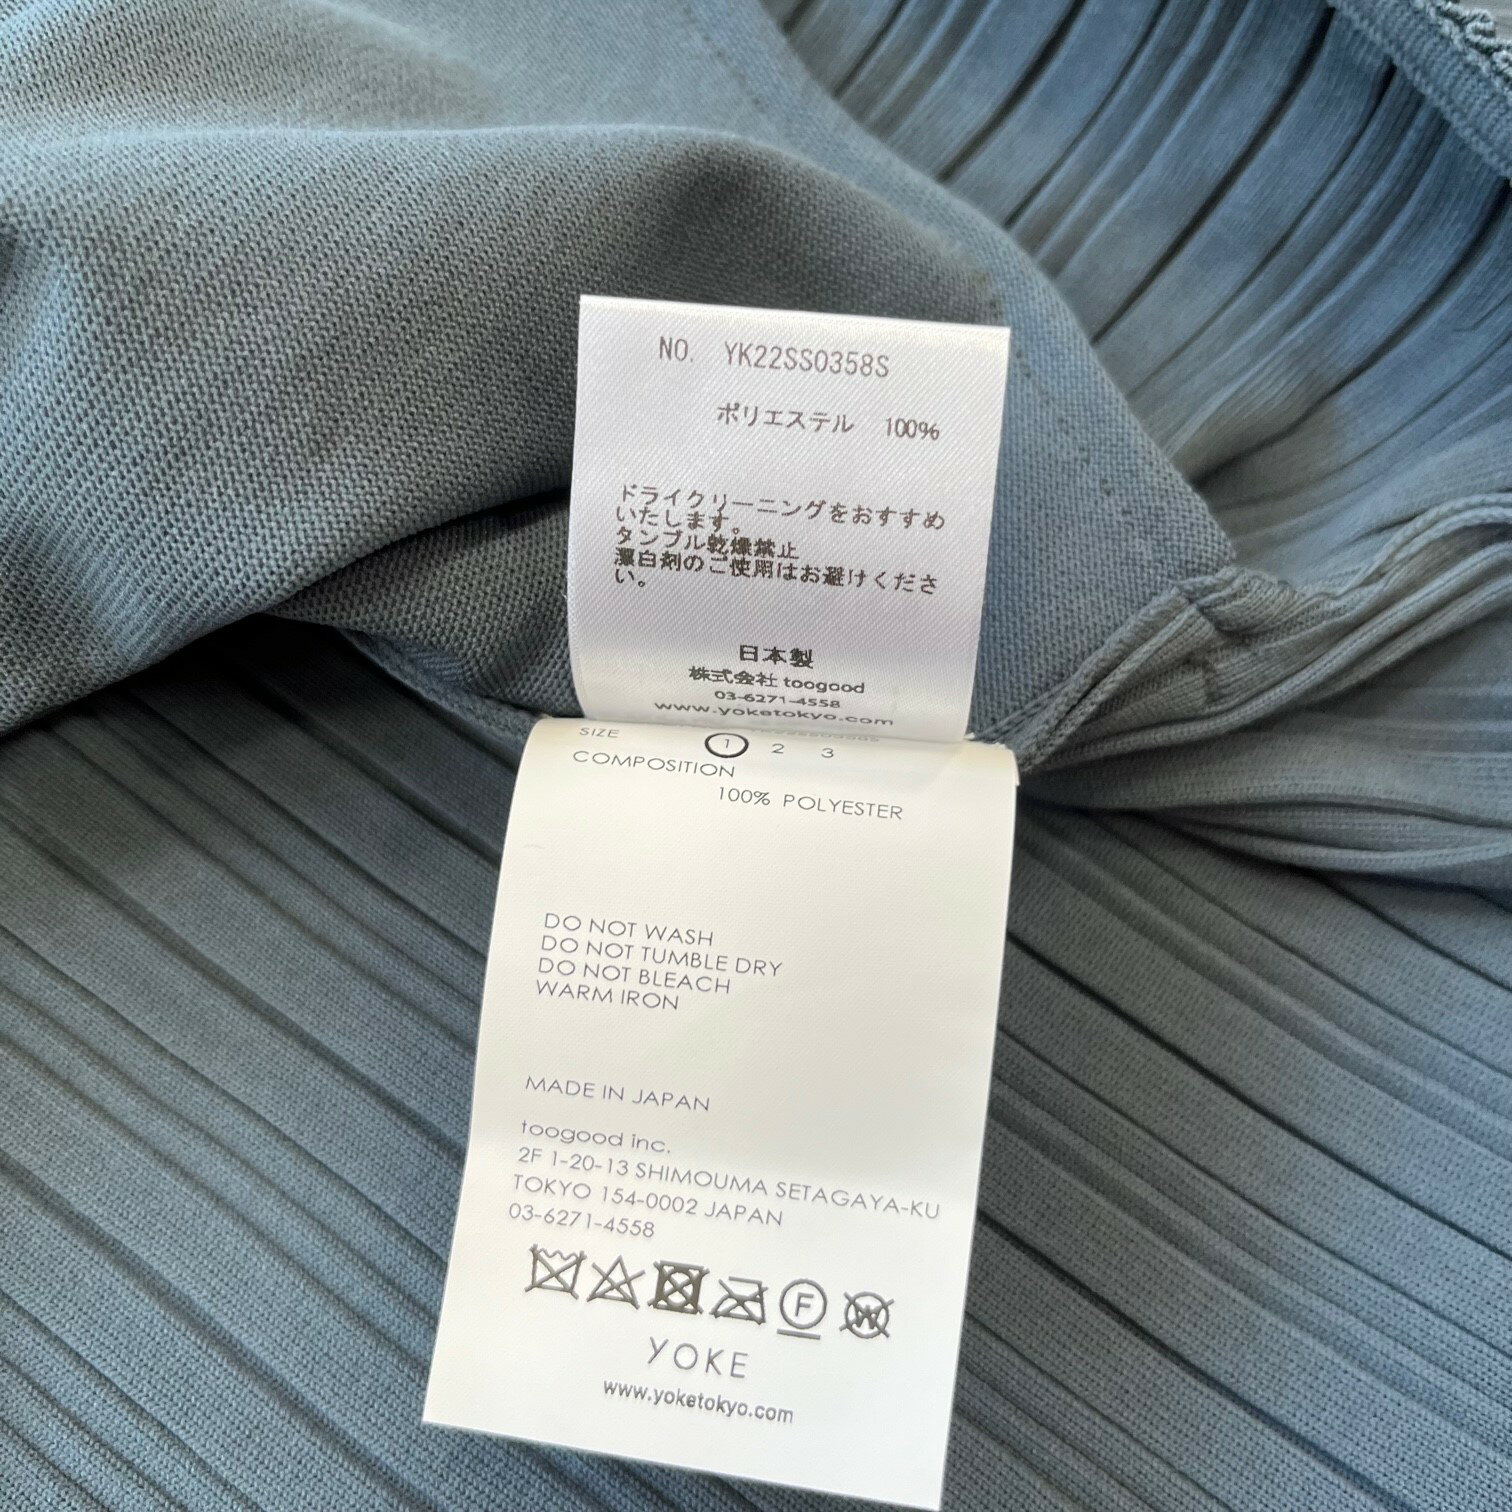 NO. YK22SS0358S
ポリエステル 100%
ドライクリーニングをおすすめ
いたします。
タンブル乾燥禁止
漂白剤のご使用はお避けくださ
い。
日本製
株式会社 toogood
03-6271-4558
www.yoketokyo.com
SIZE 1 2 3
COMPOSITION
100% POLYESTER
DO NOT WASH
DO NOT TUMBLE DRY
DO NOT BLEACH
WARM IRON
MADE IN JAPAN
toogood inc.
2F 1-20-13 SHIMOUMA SETAGAYA-KU
TOKYO 154-0002 JAPAN
03-6271-4558
F W
YOKE
www.yoketokyo.com